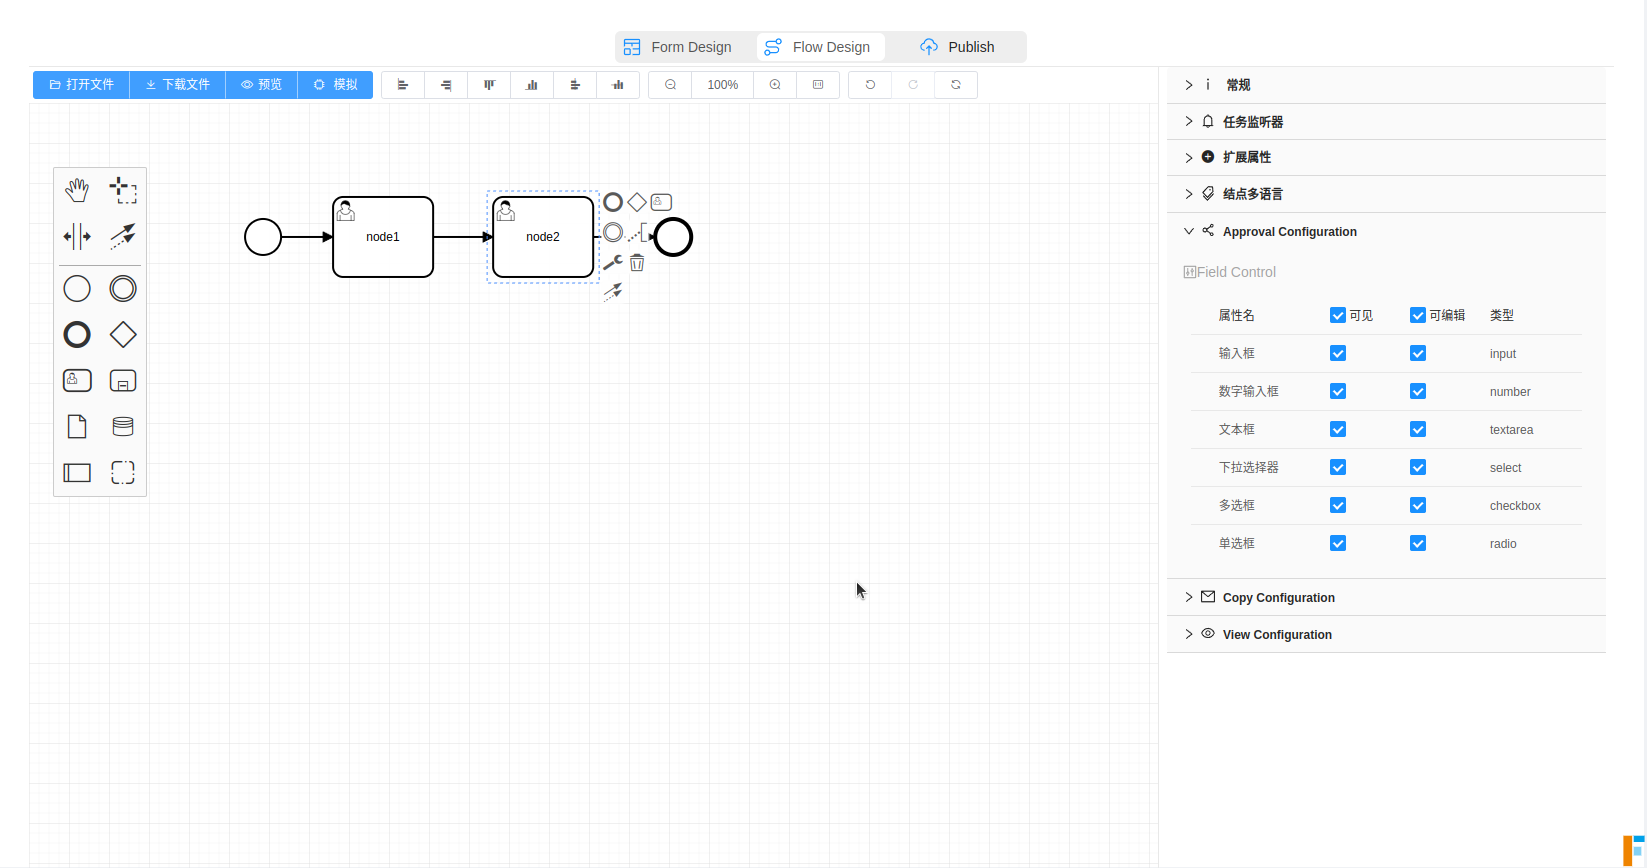 Form Design Flow Design Publish
打开文件 下载文件 预览 模拟 100%
常规
任务监听器
扩展属性
结点多语言
node1 node2
Approval Configuration
Field Control
属性名 可见 可编辑 类型
输入框 input
数字输入框 number
文本框 textarea
下拉选择器 select
多选框 checkbox
单选框 radio
Copy Configuration
View Configuration